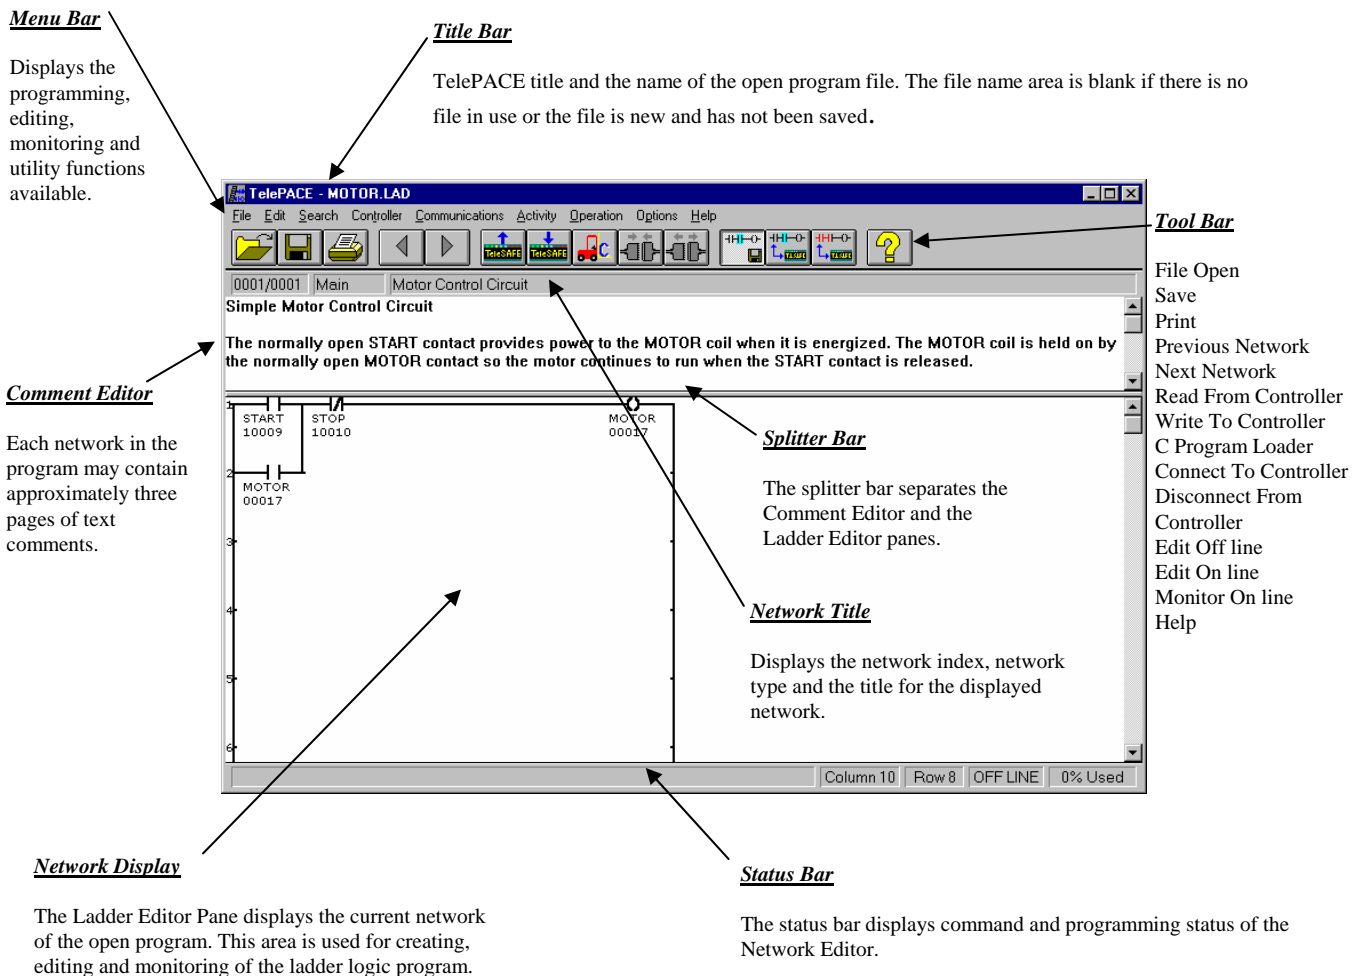 Menu Bar
Displays the
programming,
editing,
monitoring and
utility functions
available.
Title Bar
TelePACE title and the name of the open program file. The file name area is blank if there is no
file in use or the file is new and has not been saved.
TelePACE - MOTOR.LAD
File Edit Search Controller Communications Activity Operation Options Help
TeleSAFE TeleSAFE C
0001/0001 Main Motor Control Circuit
Simple Motor Control Circuit
The normally open START contact provides power to the MOTOR coil when it is energized. The MOTOR coil is held on by
the normally open MOTOR contact so the motor continues to run when the START contact is released.
1
START STOP MOTOR
10009 10010 00017
2
MOTOR
00017
3
4
5
6
Column 10 Row 8 OFF LINE 0% Used
Tool Bar
File Open
Save
Print
Previous Network
Next Network
Read From Controller
Write To Controller
C Program Loader
Connect To Controller
Disconnect From
Controller
Edit Off line
Edit On line
Monitor On line
Help
Comment Editor
Each network in the
program may contain
approximately three
pages of text
comments.
Splitter Bar
The splitter bar separates the
Comment Editor and the
Ladder Editor panes.
Network Title
Displays the network index, network
type and the title for the displayed
network.
Network Display
The Ladder Editor Pane displays the current network
of the open program. This area is used for creating,
editing and monitoring of the ladder logic program.
Status Bar
The status bar displays command and programming status of the
Network Editor.